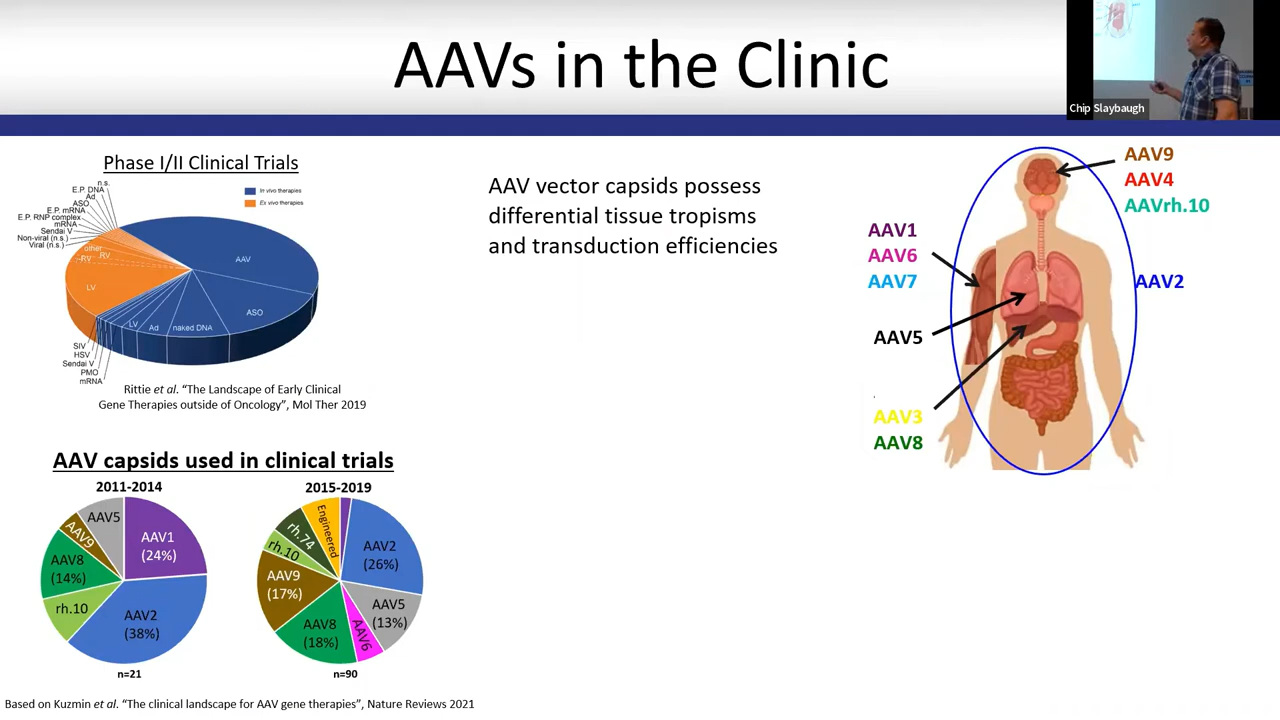 AAVs in the Clinic
Chip Slaybaugh
Phase I/II Clinical Trials
In vivo therapies
Ex vivo therapies
n.s.
E.P. DNA
Ad
ASO
E.P. mRNA
E.P. RNP complex
mRNA
Sendai V
Non-viral (n.s.)
Viral (n.s.)
other
RV
RV
LV
AAV
ASO
naked DNA
Ad
LV
SIV
HSV
Sendai V
PMO
mRNA
Rittie et al. “The Landscape of Early Clinical
Gene Therapies outside of Oncology”, Mol Ther 2019
AAV vector capsids possess
differential tissue tropisms
and transduction efficiencies
AAV9
AAV4
AAVrh.10
AAV1
AAV6
AAV7
AAV2
AAV5
AAV3
AAV8
AAV capsids used in clinical trials
2011-2014
AAV5
AAV1
(24%)
AAV9
AAV8
(14%)
rh.10
AAV2
(38%)
n=21
2015-2019
Engineered
rh.74
rh.10
AAV2
(26%)
AAV9
(17%)
AAV5
(13%)
AAV8
(18%)
AAV6
n=90
Based on Kuzmin et al. “The clinical landscape for AAV gene therapies”, Nature Reviews 2021